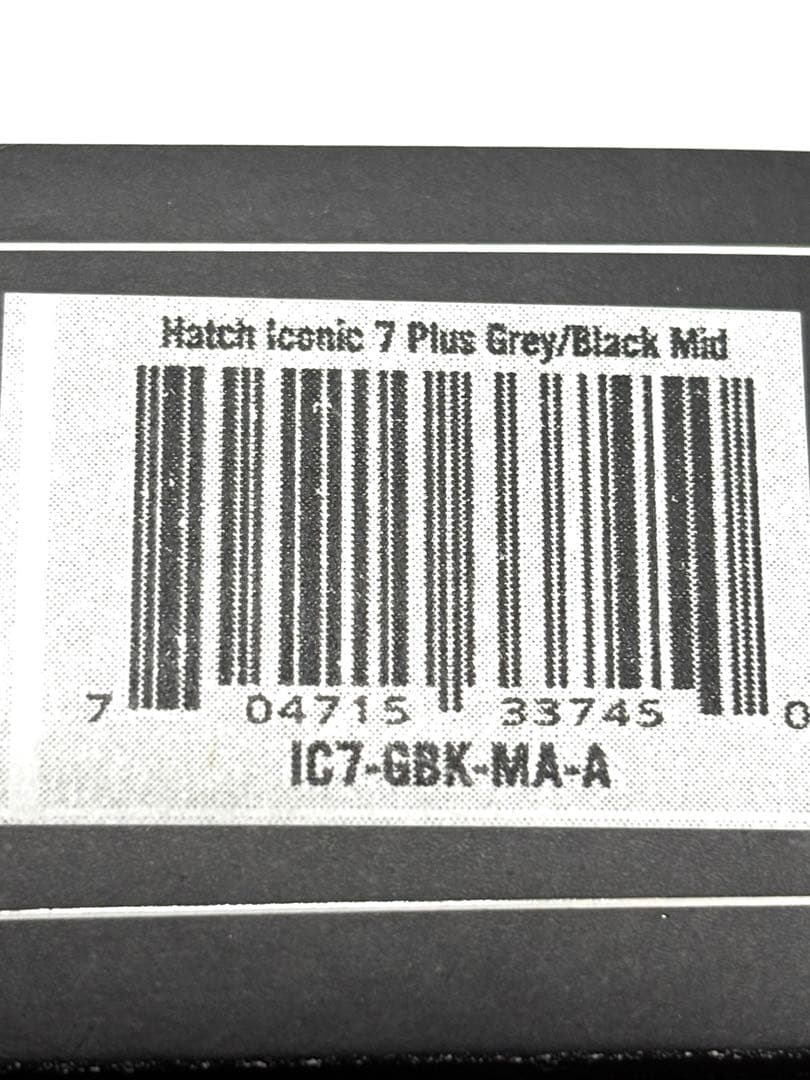 Hatch Iconic 7 Plus Grey/Black Mid
7 04715 33745 0
IC7-GBK-MA-A